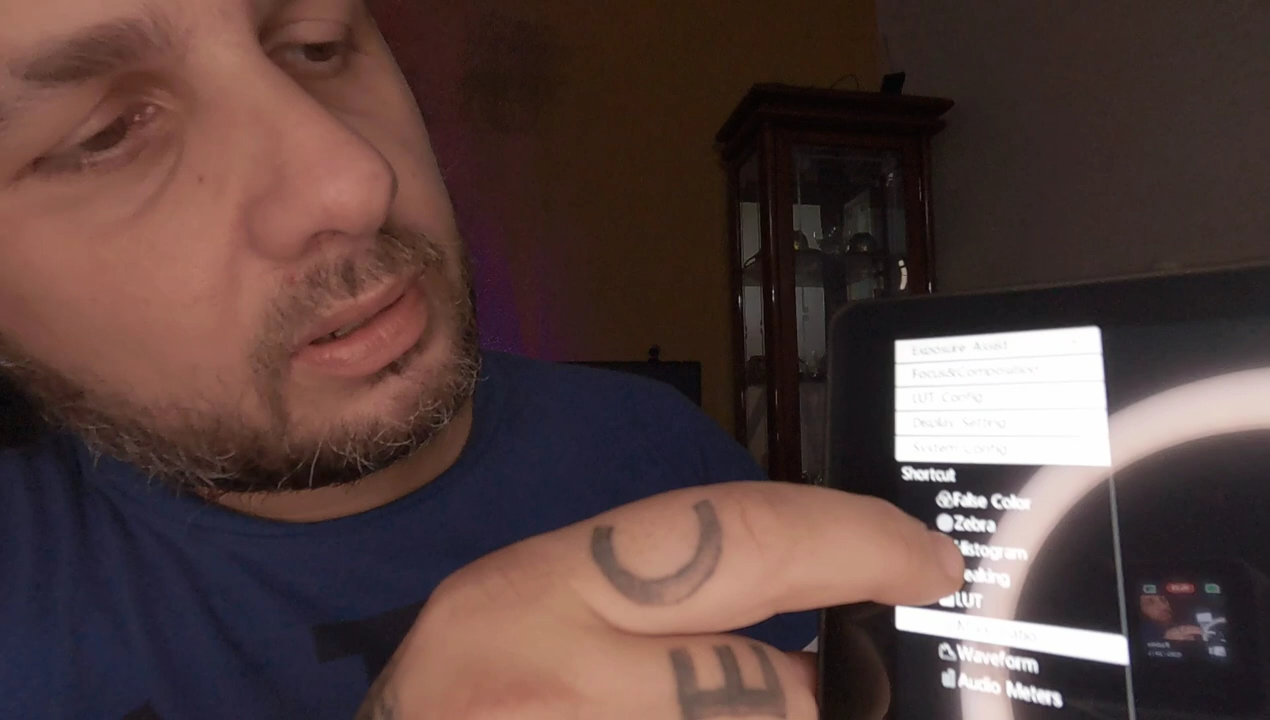 Exposure Assist
Focus&Composition
LUT Config
Display Setting
System Config
Shortcut
False Color
Zebra
Histogram
eaking
LUT
Waveform
Audio Meters
C
E